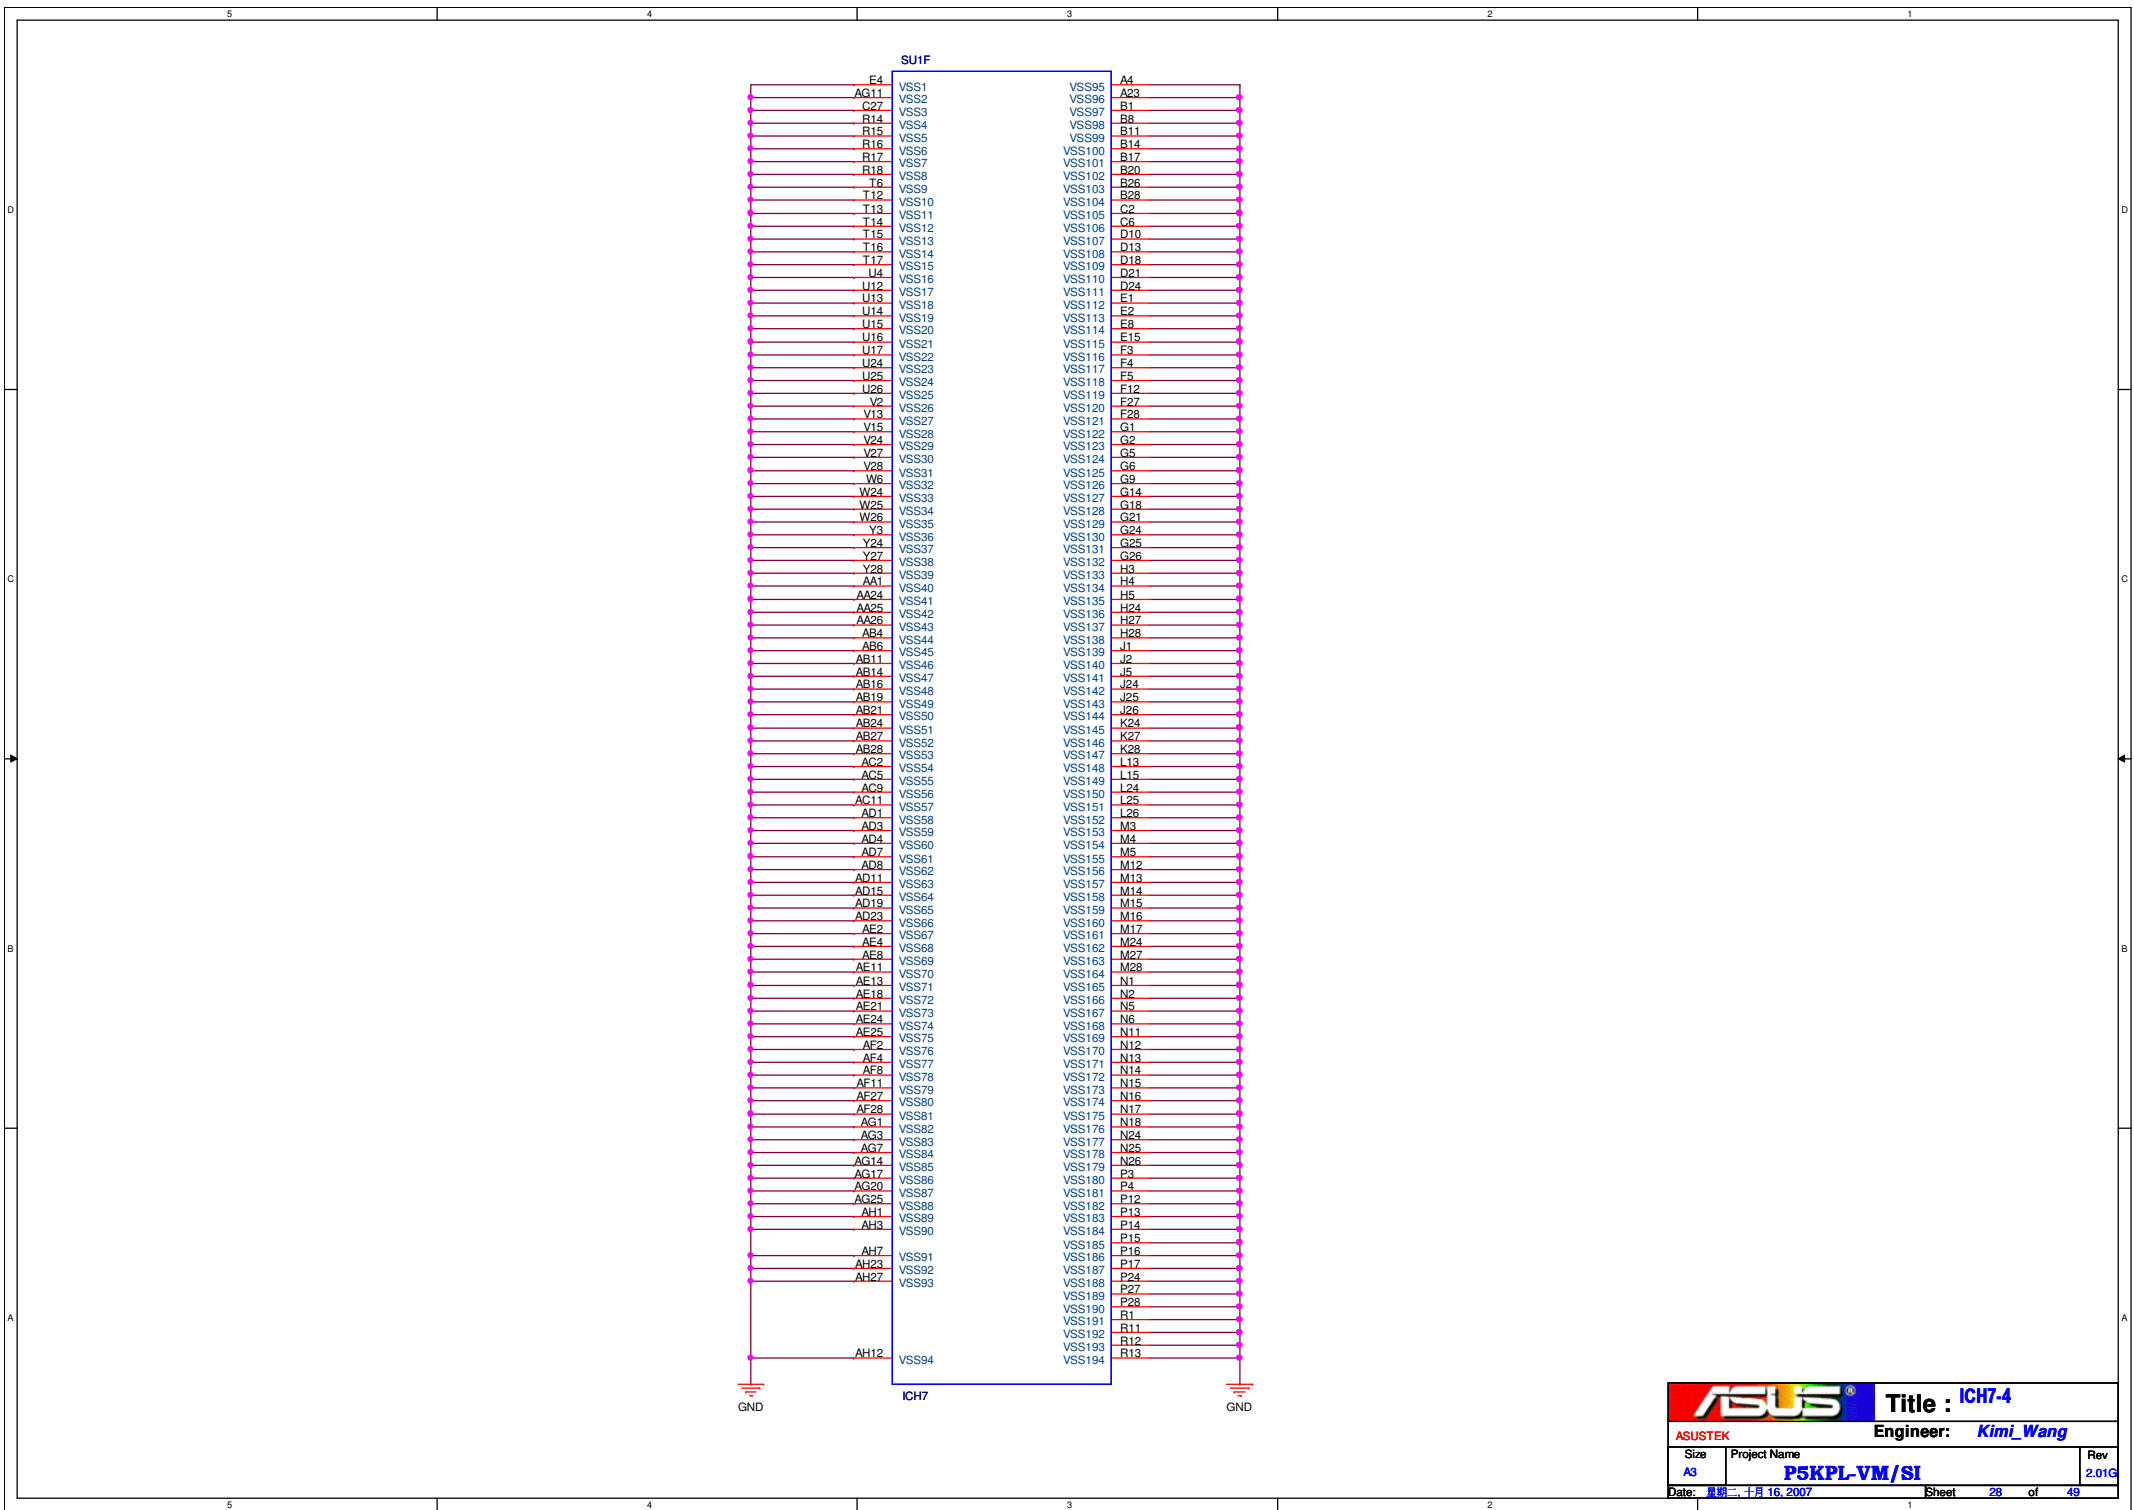 5 4 3 2 1
SU1F
E4 VSS1 VSS95 A4
AG11 VSS2 VSS96 A23
C27 VSS3 VSS97 B1
R14 VSS4 VSS98 B8
R15 VSS5 VSS99 B11
R16 VSS6 VSS100 B14
R17 VSS7 VSS101 B17
R18 VSS8 VSS102 B20
T6 VSS9 VSS103 B26
T12 VSS10 VSS104 B28
T13 VSS11 VSS105 C2
D D
T14 VSS12 VSS106 C6
T15 VSS13 VSS107 D10
T16 VSS14 VSS108 D13
T17 VSS15 VSS109 D18
U4 VSS16 VSS110 D21
U12 VSS17 VSS111 D24
U13 VSS18 VSS112 E1
U14 VSS19 VSS113 E2
U15 VSS20 VSS114 E8
U16 VSS21 VSS115 E15
U17 VSS22 VSS116 F3
U24 VSS23 VSS117 F4
U25 VSS24 VSS118 F5
U26 VSS25 VSS119 F12
V2 VSS26 VSS120 F27
V13 VSS27 VSS121 F28
V15 VSS28 VSS122 G1
V24 VSS29 VSS123 G2
V27 VSS30 VSS124 G5
V28 VSS31 VSS125 G6
W6 VSS32 VSS126 G9
W24 VSS33 VSS127 G14
W25 VSS34 VSS128 G18
W26 VSS35 VSS129 G21
Y3 VSS36 VSS130 G24
Y24 VSS37 VSS131 G25
Y27 VSS38 VSS132 G26
Y28 VSS39 VSS133 H3
C C
AA1 VSS40 VSS134 H4
AA24 VSS41 VSS135 H5
AA25 VSS42 VSS136 H24
AA26 VSS43 VSS137 H27
AB4 VSS44 VSS138 H28
AB6 VSS45 VSS139 J1
AB11 VSS46 VSS140 J2
AB14 VSS47 VSS141 J5
AB16 VSS48 VSS142 J24
AB19 VSS49 VSS143 J25
AB21 VSS50 VSS144 J26
AB24 VSS51 VSS145 K24
AB27 VSS52 VSS146 K27
AB28 VSS53 VSS147 K28
AC2 VSS54 VSS148 L13
AC5 VSS55 VSS149 L15
AC9 VSS56 VSS150 L24
AC11 VSS57 VSS151 L25
AD1 VSS58 VSS152 L26
AD3 VSS59 VSS153 M3
AD4 VSS60 VSS154 M4
AD7 VSS61 VSS155 M5
AD8 VSS62 VSS156 M12
AD11 VSS63 VSS157 M13
AD15 VSS64 VSS158 M14
AD19 VSS65 VSS159 M15
AD23 VSS66 VSS160 M16
AE2 VSS67 VSS161 M17
AE4 VSS68 VSS162 M24
B B
AE8 VSS69 VSS163 M27
AE11 VSS70 VSS164 M28
AE13 VSS71 VSS165 N1
AE18 VSS72 VSS166 N2
AE21 VSS73 VSS167 N5
AE24 VSS74 VSS168 N6
AE25 VSS75 VSS169 N11
AF2 VSS76 VSS170 N12
AF4 VSS77 VSS171 N13
AF8 VSS78 VSS172 N14
AF11 VSS79 VSS173 N15
AF27 VSS80 VSS174 N16
AF28 VSS81 VSS175 N17
AG1 VSS82 VSS176 N18
AG3 VSS83 VSS177 N24
AG7 VSS84 VSS178 N25
AG14 VSS85 VSS179 N26
AG17 VSS86 VSS180 P3
AG20 VSS87 VSS181 P4
AG25 VSS88 VSS182 P12
AH1 VSS89 VSS183 P13
AH3 VSS90 VSS184 P14
VSS185 P15
AH7 VSS91 VSS186 P16
AH23 VSS92 VSS187 P17
AH27 VSS93 VSS188 P24
VSS189 P27
VSS190 P28
A A
VSS191 R1
VSS192 R11
VSS193 R12
AH12 VSS94 VSS194 R13
ICH7
GND GND
ASUS ® Title : ICH7-4
ASUSTEK Engineer: Kimi_Wang
Size Project Name Rev
A3 P5KPL-VM/SI 2.01G
Date: 星期二, 十月 16, 2007 Sheet 28 of 49
5 4 3 2 1